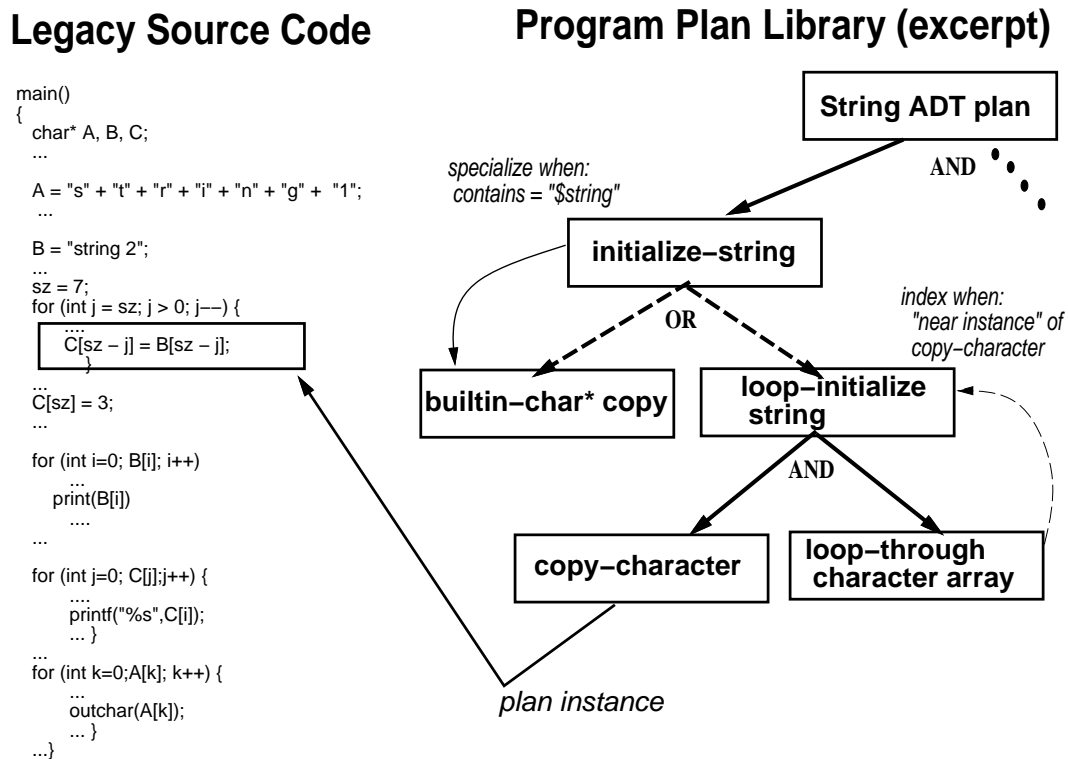 Legacy Source Code
main()
{
char* A, B, C;
...
A = "s" + "t" + "r" + "i" + "n" + "g" + "1";
...
B = "string 2";
...
sz = 7;
for (int j = sz; j > 0; j−−) {
....
C[sz − j] = B[sz − j];
}
...
C[sz] = 3;
...
for (int i=0; B[i]; i++)
...
print(B[i])
....
...
for (int j=0; C[j];j++) {
....
printf("%s",C[i]);
... }
...
for (int k=0;A[k]; k++) {
...
outchar(A[k]);
... }
...}
Program Plan Library (excerpt)
String ADT plan
AND
specialize when:
contains = "$string"
initialize−string
OR
index when:
"near instance" of
copy−character
builtin−char* copy
loop−initialize
string
AND
copy−character
loop−through
character array
plan instance